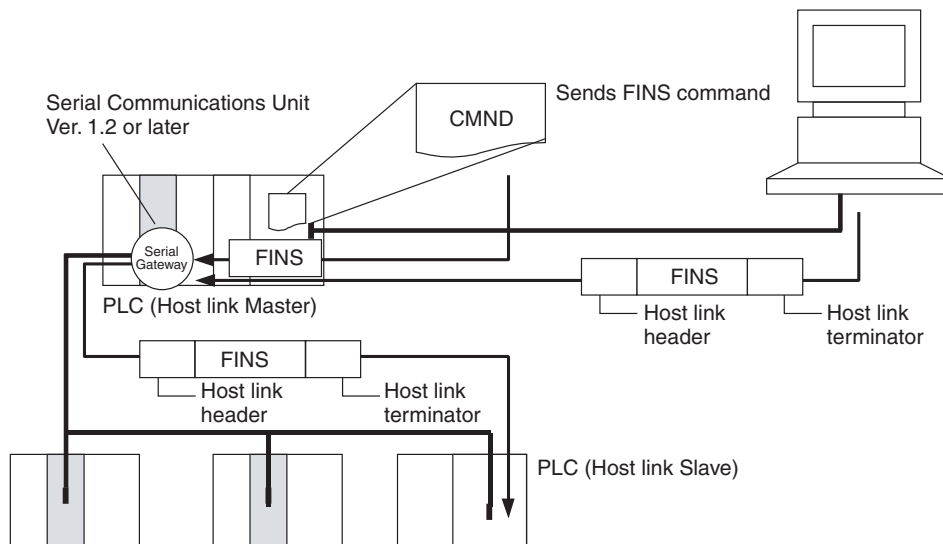 Serial Communications Unit
Ver. 1.2 or later
Sends FINS command
CMND
Serial
Gateway
FINS
PLC (Host link Master)
FINS
Host link
header
Host link
terminator
FINS
Host link
header
Host link
terminator
PLC (Host link Slave)